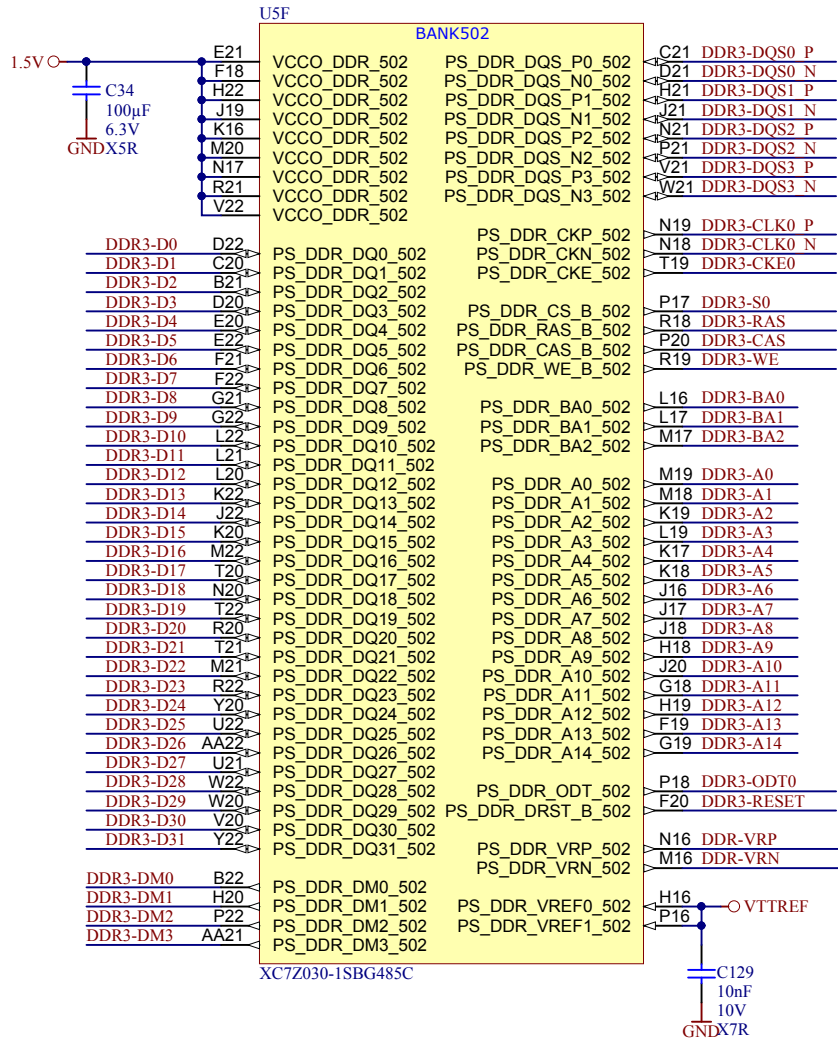 U5F
BANK502
1.5V
C34
100µF
6.3V
X5R
GND
E21 VCCO_DDR_502
F18 VCCO_DDR_502
H22 VCCO_DDR_502
J19 VCCO_DDR_502
K16 VCCO_DDR_502
M20 VCCO_DDR_502
N17 VCCO_DDR_502
R21 VCCO_DDR_502
V22 VCCO_DDR_502
DDR3-D0 D22 PS_DDR_DQ0_502
DDR3-D1 C20 PS_DDR_DQ1_502
DDR3-D2 B21 PS_DDR_DQ2_502
DDR3-D3 D20 PS_DDR_DQ3_502
DDR3-D4 E20 PS_DDR_DQ4_502
DDR3-D5 E22 PS_DDR_DQ5_502
DDR3-D6 F21 PS_DDR_DQ6_502
DDR3-D7 F22 PS_DDR_DQ7_502
DDR3-D8 G21 PS_DDR_DQ8_502
DDR3-D9 G22 PS_DDR_DQ9_502
DDR3-D10 L22 PS_DDR_DQ10_502
DDR3-D11 L21 PS_DDR_DQ11_502
DDR3-D12 L20 PS_DDR_DQ12_502
DDR3-D13 K22 PS_DDR_DQ13_502
DDR3-D14 J22 PS_DDR_DQ14_502
DDR3-D15 K20 PS_DDR_DQ15_502
DDR3-D16 M22 PS_DDR_DQ16_502
DDR3-D17 T20 PS_DDR_DQ17_502
DDR3-D18 N20 PS_DDR_DQ18_502
DDR3-D19 T22 PS_DDR_DQ19_502
DDR3-D20 R20 PS_DDR_DQ20_502
DDR3-D21 T21 PS_DDR_DQ21_502
DDR3-D22 M21 PS_DDR_DQ22_502
DDR3-D23 R22 PS_DDR_DQ23_502
DDR3-D24 Y20 PS_DDR_DQ24_502
DDR3-D25 U22 PS_DDR_DQ25_502
DDR3-D26 AA22 PS_DDR_DQ26_502
DDR3-D27 U21 PS_DDR_DQ27_502
DDR3-D28 W22 PS_DDR_DQ28_502
DDR3-D29 W20 PS_DDR_DQ29_502
DDR3-D30 V20 PS_DDR_DQ30_502
DDR3-D31 Y22 PS_DDR_DQ31_502
DDR3-DM0 B22 PS_DDR_DM0_502
DDR3-DM1 H20 PS_DDR_DM1_502
DDR3-DM2 P22 PS_DDR_DM2_502
DDR3-DM3 AA21 PS_DDR_DM3_502
PS_DDR_DQS_P0_502 C21 DDR3-DQS0_P
PS_DDR_DQS_N0_502 D21 DDR3-DQS0_N
PS_DDR_DQS_P1_502 H21 DDR3-DQS1_P
PS_DDR_DQS_N1_502 J21 DDR3-DQS1_N
PS_DDR_DQS_P2_502 N21 DDR3-DQS2_P
PS_DDR_DQS_N2_502 P21 DDR3-DQS2_N
PS_DDR_DQS_P3_502 V21 DDR3-DQS3_P
PS_DDR_DQS_N3_502 W21 DDR3-DQS3_N
PS_DDR_CKP_502 N19 DDR3-CLK0_P
PS_DDR_CKN_502 N18 DDR3-CLK0_N
PS_DDR_CKE_502 T19 DDR3-CKE0
PS_DDR_CS_B_502 P17 DDR3-S0
PS_DDR_RAS_B_502 R18 DDR3-RAS
PS_DDR_CAS_B_502 P20 DDR3-CAS
PS_DDR_WE_B_502 R19 DDR3-WE
PS_DDR_BA0_502 L16 DDR3-BA0
PS_DDR_BA1_502 L17 DDR3-BA1
PS_DDR_BA2_502 M17 DDR3-BA2
PS_DDR_A0_502 M19 DDR3-A0
PS_DDR_A1_502 M18 DDR3-A1
PS_DDR_A2_502 K19 DDR3-A2
PS_DDR_A3_502 L19 DDR3-A3
PS_DDR_A4_502 K17 DDR3-A4
PS_DDR_A5_502 K18 DDR3-A5
PS_DDR_A6_502 J16 DDR3-A6
PS_DDR_A7_502 J17 DDR3-A7
PS_DDR_A8_502 J18 DDR3-A8
PS_DDR_A9_502 H18 DDR3-A9
PS_DDR_A10_502 J20 DDR3-A10
PS_DDR_A11_502 G18 DDR3-A11
PS_DDR_A12_502 H19 DDR3-A12
PS_DDR_A13_502 F19 DDR3-A13
PS_DDR_A14_502 G19 DDR3-A14
PS_DDR_ODT_502 P18 DDR3-ODT0
PS_DDR_DRST_B_502 F20 DDR3-RESET
PS_DDR_VRP_502 N16 DDR-VRP
PS_DDR_VRN_502 M16 DDR-VRN
PS_DDR_VREF0_502 H16 VTTREF
PS_DDR_VREF1_502 P16
XC7Z030-1SBG485C
C129
10nF
10V
X7R
GND